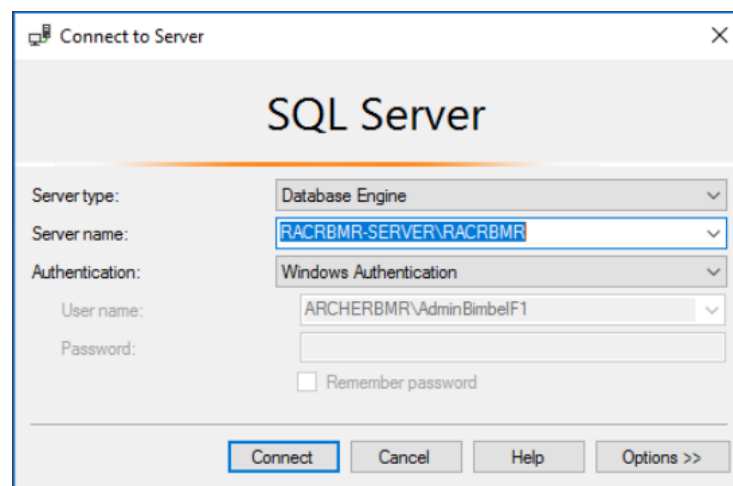 Connect to Server
SQL Server
Server type: Database Engine
Server name: RACRBMR-SERVER\RACRBMR
Authentication: Windows Authentication
User name: ARCHERBMR\AdminBimbelF1
Password:
Remember password
Connect Cancel Help Options >>